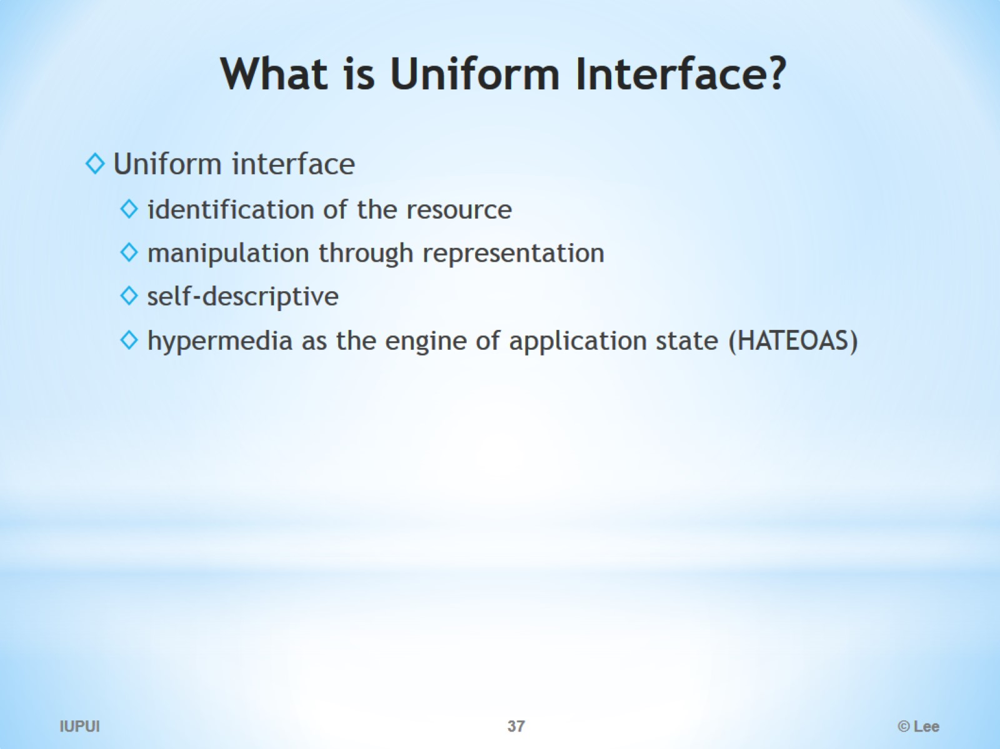 What is Uniform Interface?
Uniform interface
identification of the resource
manipulation through representation
self-descriptive
hypermedia as the engine of application state (HATEOAS)
IUPUI
37
© Lee